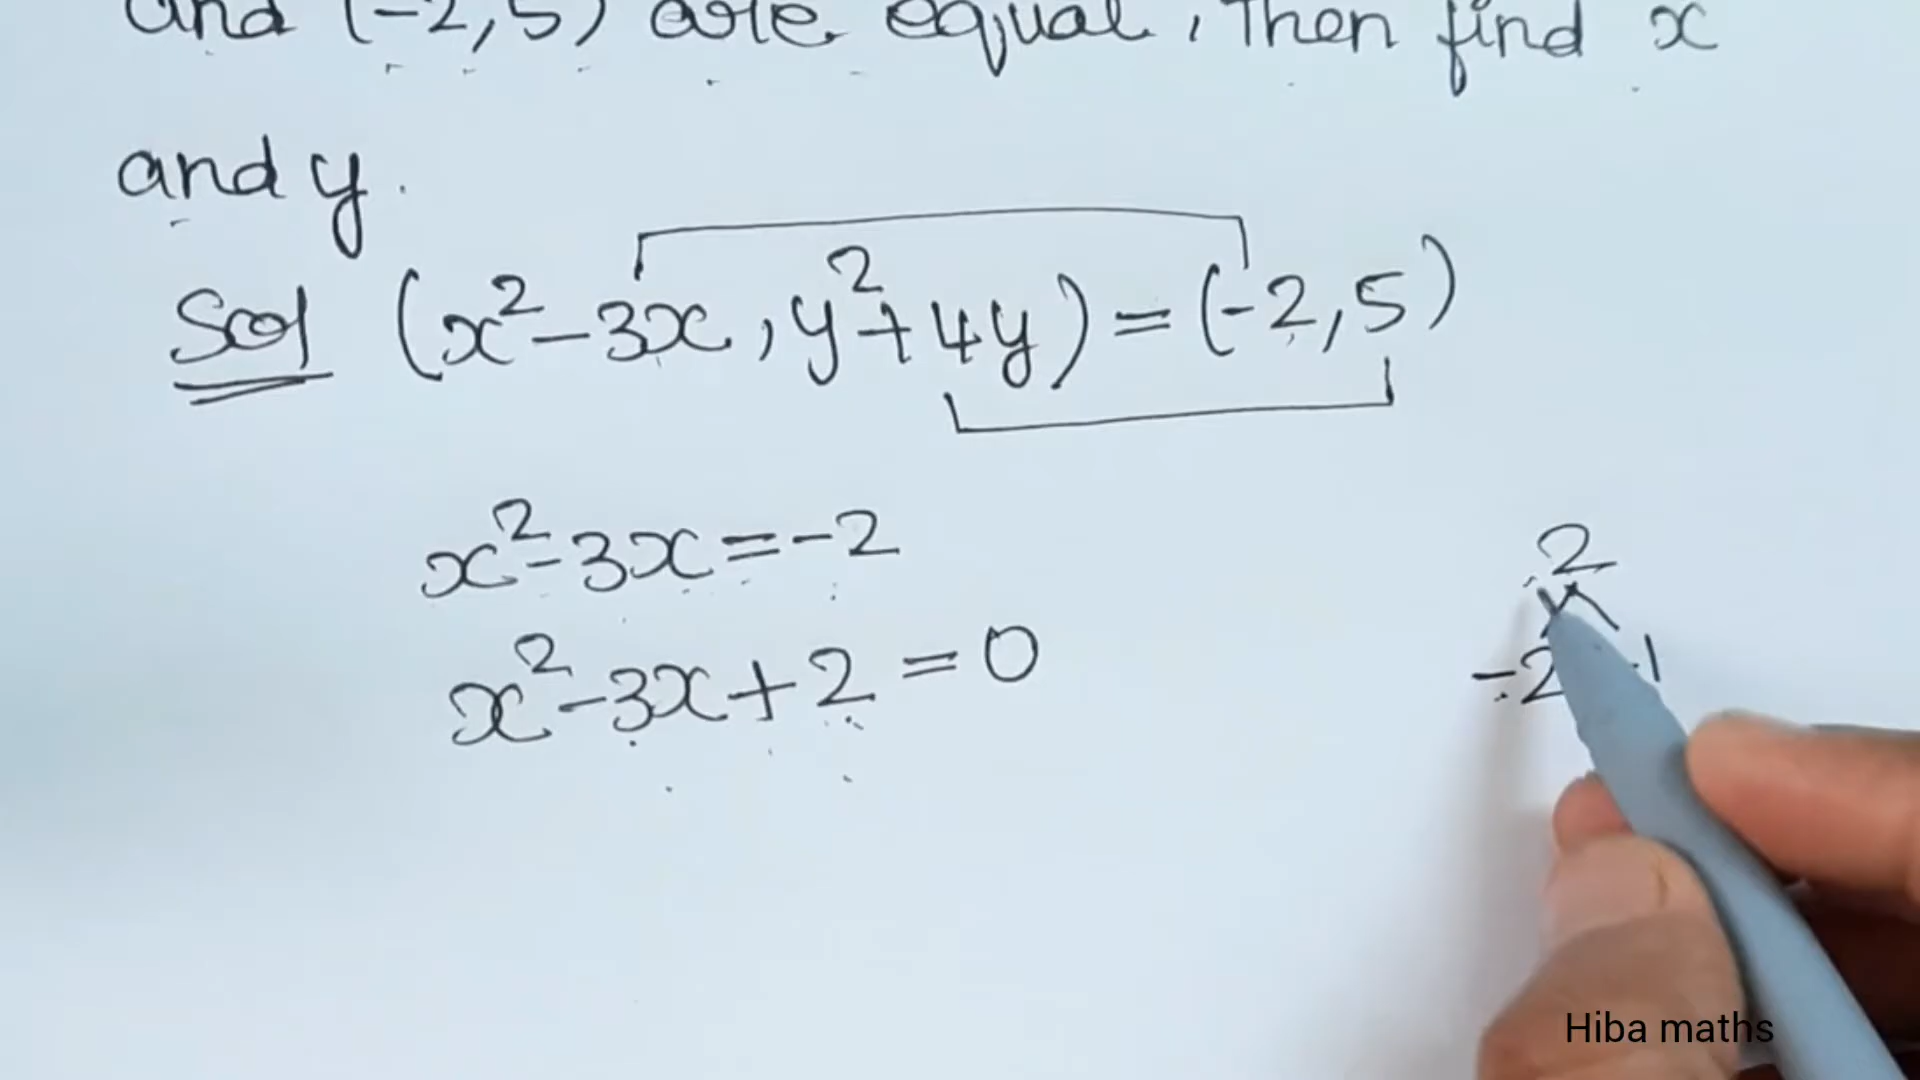 and (-2,5) are equal, Then find x
and y.
Sol (x²-3x, y²+4y) = (-2,5)
x²-3x=-2
x²-3x+2=0
2
-2 -1
Hiba maths